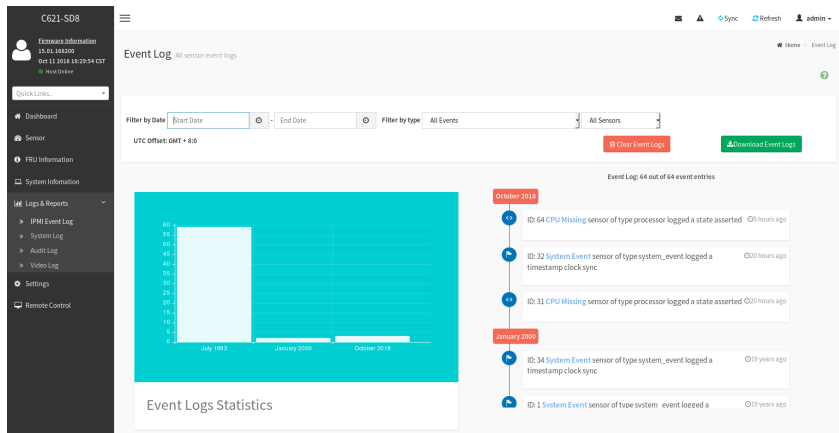 C621-SD8
Firmware Information
15.01.168200
Oct 11 2018 18:29:54 CST
Host Online
Quick Links..
Dashboard
Sensor
FRU Information
System Infomation
Logs & Reports
IPMI Event Log
System Log
Audit Log
Video Log
Settings
Remote Control
Sync
Refresh
admin
Event Log All sensor event logs
Home > Event Log
Filter by Date Start Date - End Date Filter by type All Events All Sensors
UTC Offset: GMT + 8:0
Clear Event Logs
Download Event Logs
Event Log: 64 out of 64 event entries
60
55
50
45
40
35
30
25
20
15
10
5
0
July 1983 January 2000 October 2018
Event Logs Statistics
October 2018
ID: 64 CPU Missing sensor of type processor logged a state asserted 5 hours ago
ID: 32 System Event sensor of type system_event logged a
timestamp clock sync
20 hours ago
ID: 31 CPU Missing sensor of type processor logged a state asserted 20 hours ago
January 2000
ID: 34 System Event sensor of type system_event logged a
timestamp clock sync
19 years ago
ID: 1 System Event sensor of type system_event logged a 19 years ago